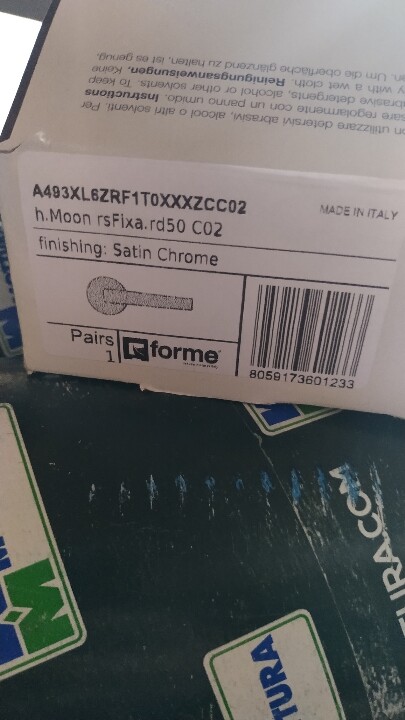 on utilizzare detersivi abrasivi, alcool o altri solventi. Per
sare regolarmente con un panno umido. Instructions
abrasive detergents, alcohol or other solvents. To keep
y with a wet cloth. Reinigungsanweisungen. Keine
n. Um die oberfläche glänzend zu halten,
es ist genug,
A493XL6ZRF1T0XXXZCC02
MADE IN ITALY
h.Moon rsFixa.rd50 C02
finishing: Satin Chrome
Pairs
1
forme
8059173601233
URA.COM
M
TURA